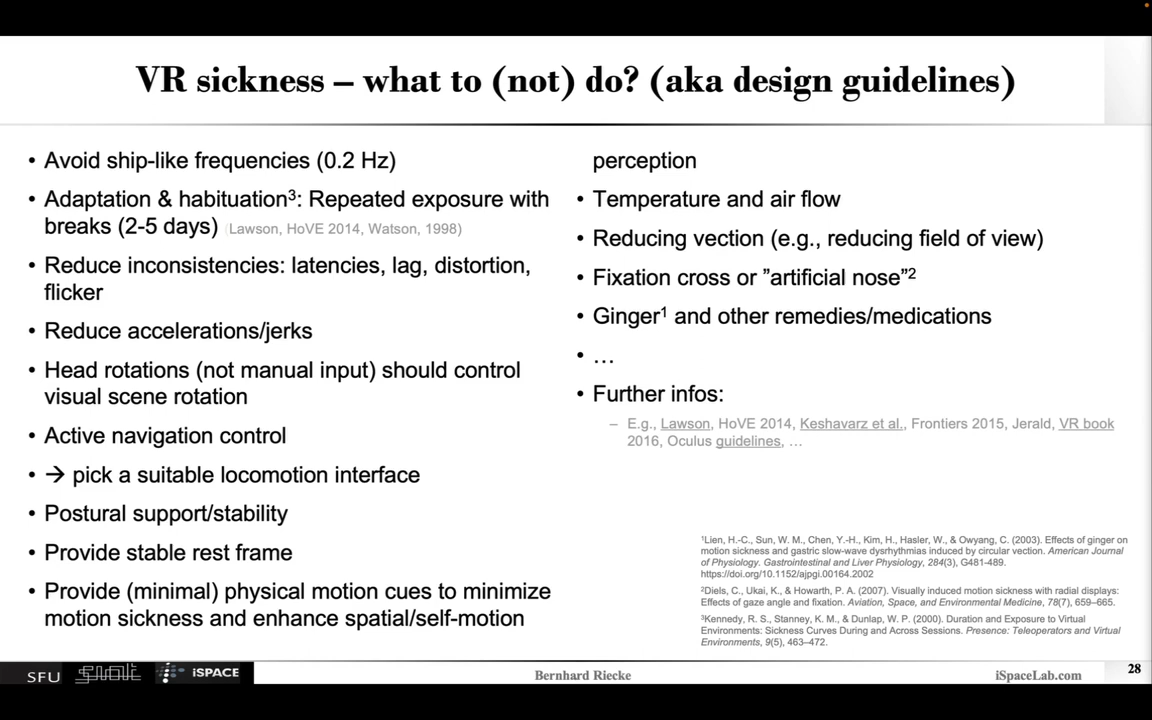 VR sickness – what to (not) do? (aka design guidelines)
• Avoid ship-like frequencies (0.2 Hz)
• Adaptation & habituation³: Repeated exposure with
breaks (2-5 days) (Lawson, HoVE 2014, Watson, 1998)
• Reduce inconsistencies: latencies, lag, distortion,
flicker
• Reduce accelerations/jerks
• Head rotations (not manual input) should control
visual scene rotation
• Active navigation control
• → pick a suitable locomotion interface
• Postural support/stability
• Provide stable rest frame
• Provide (minimal) physical motion cues to minimize
motion sickness and enhance spatial/self-motion
perception
• Temperature and air flow
• Reducing vection (e.g., reducing field of view)
• Fixation cross or ”artificial nose”²
• Ginger¹ and other remedies/medications
• …
• Further infos:
– E.g., Lawson, HoVE 2014, Keshavarz et al., Frontiers 2015, Jerald, VR book
2016, Oculus guidelines, …
¹Lien, H.-C., Sun, W. M., Chen, Y.-H., Kim, H., Hasler, W., & Owyang, C. (2003). Effects of ginger on
motion sickness and gastric slow-wave dysrhythmias induced by circular vection. American Journal
of Physiology. Gastrointestinal and Liver Physiology, 284(3), G481-489.
https://doi.org/10.1152/ajpgi.00164.2002
²Diels, C., Ukai, K., & Howarth, P. A. (2007). Visually induced motion sickness with radial displays:
Effects of gaze angle and fixation. Aviation, Space, and Environmental Medicine, 78(7), 659–665.
³Kennedy, R. S., Stanney, K. M., & Dunlap, W. P. (2000). Duration and Exposure to Virtual
Environments: Sickness Curves During and Across Sessions. Presence: Teleoperators and Virtual
Environments, 9(5), 463–472.
SFU iSPACE
Bernhard Riecke
iSpaceLab.com
28